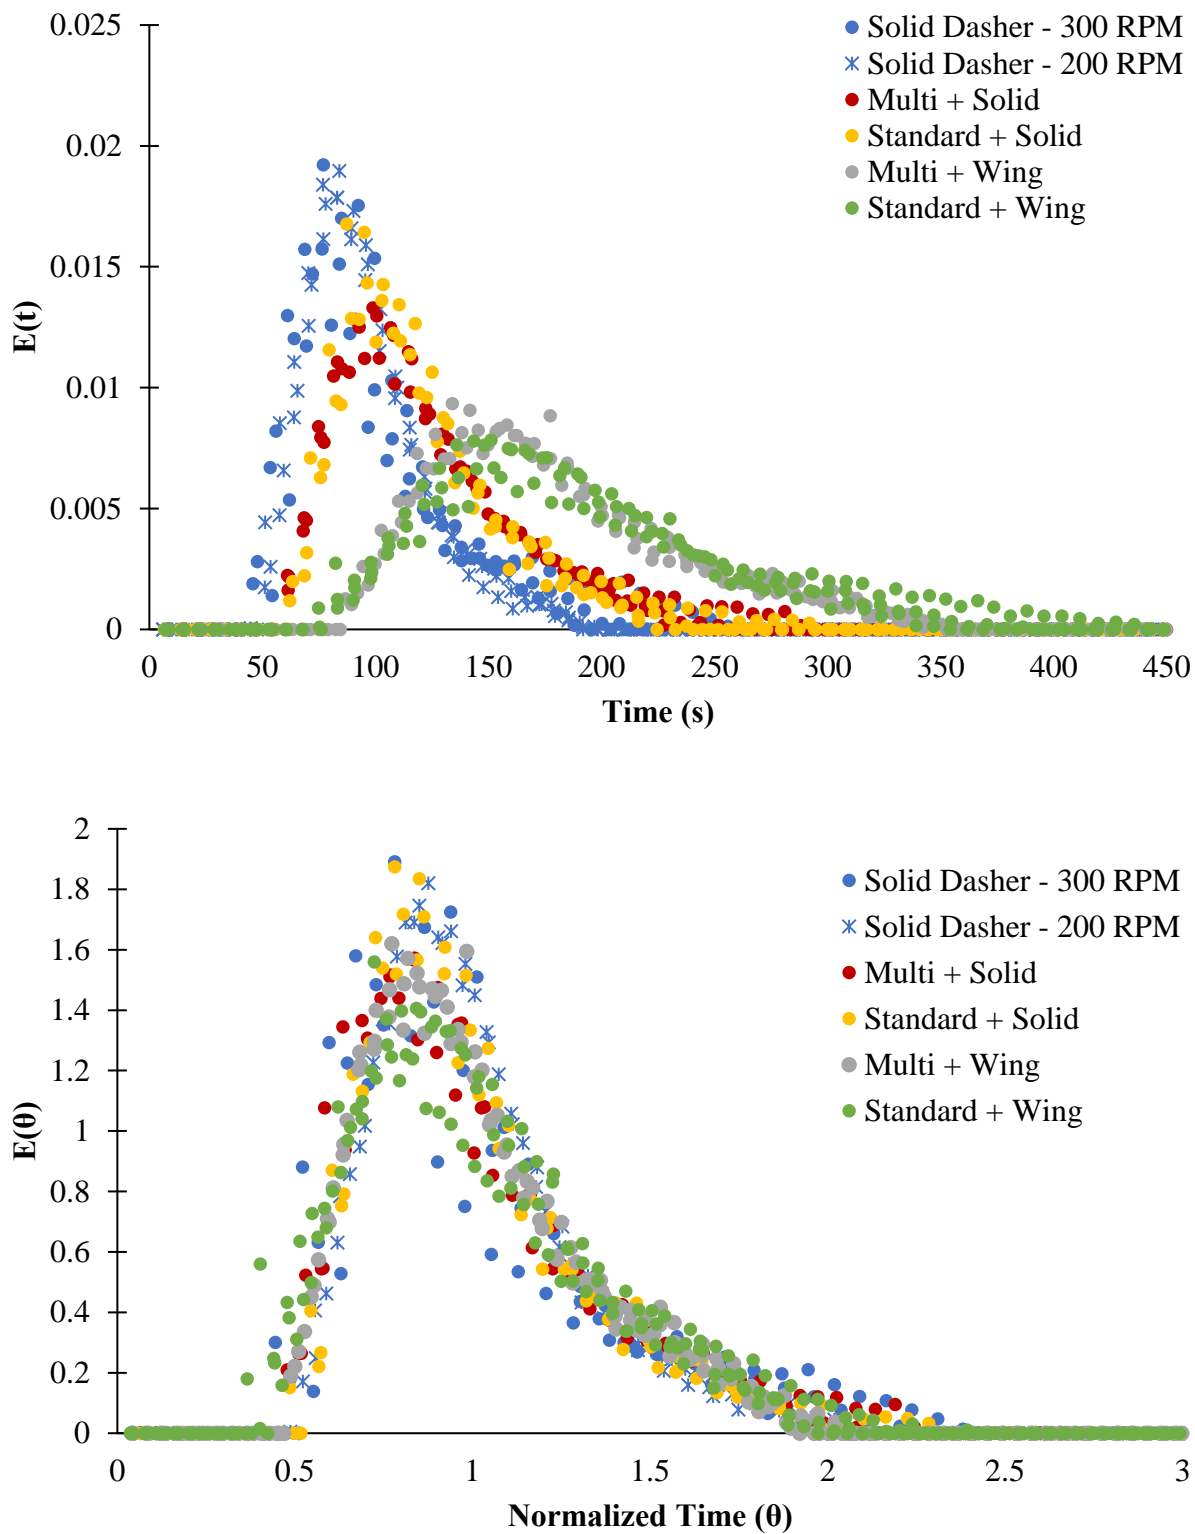 0.025
0.02
0.015
0.01
0.005
0
E(t)
0 50 100 150 200 250 300 350 400 450
Time (s)
Solid Dasher - 300 RPM
Solid Dasher - 200 RPM
Multi + Solid
Standard + Solid
Multi + Wing
Standard + Wing
2
1.8
1.6
1.4
1.2
1
0.8
0.6
0.4
0.2
0
E(θ)
0 0.5 1 1.5 2 2.5 3
Normalized Time (θ)
Solid Dasher - 300 RPM
Solid Dasher - 200 RPM
Multi + Solid
Standard + Solid
Multi + Wing
Standard + Wing